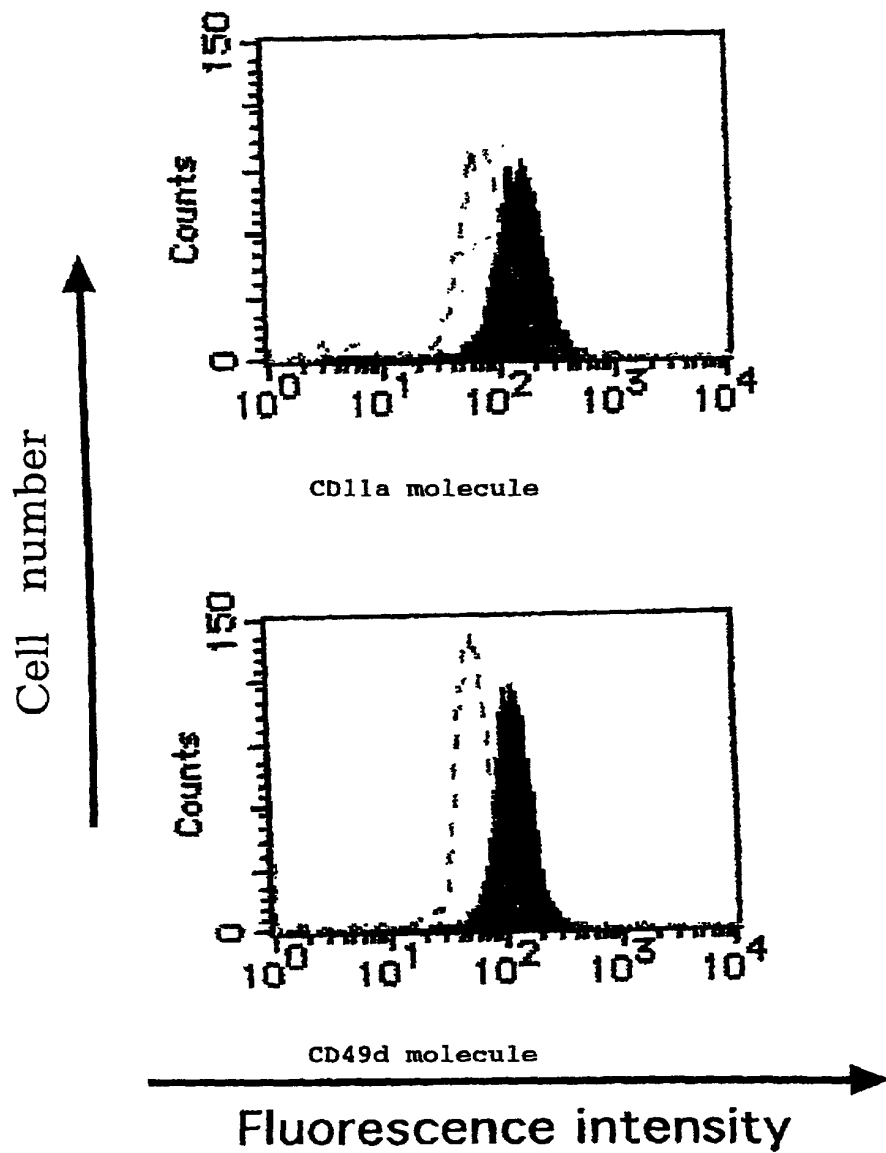 150
Counts
0
10^0 10^1 10^2 10^3 10^4
CD11a molecule
Cell number
150
Counts
0
10^0 10^1 10^2 10^3 10^4
CD49d molecule
Fluorescence intensity